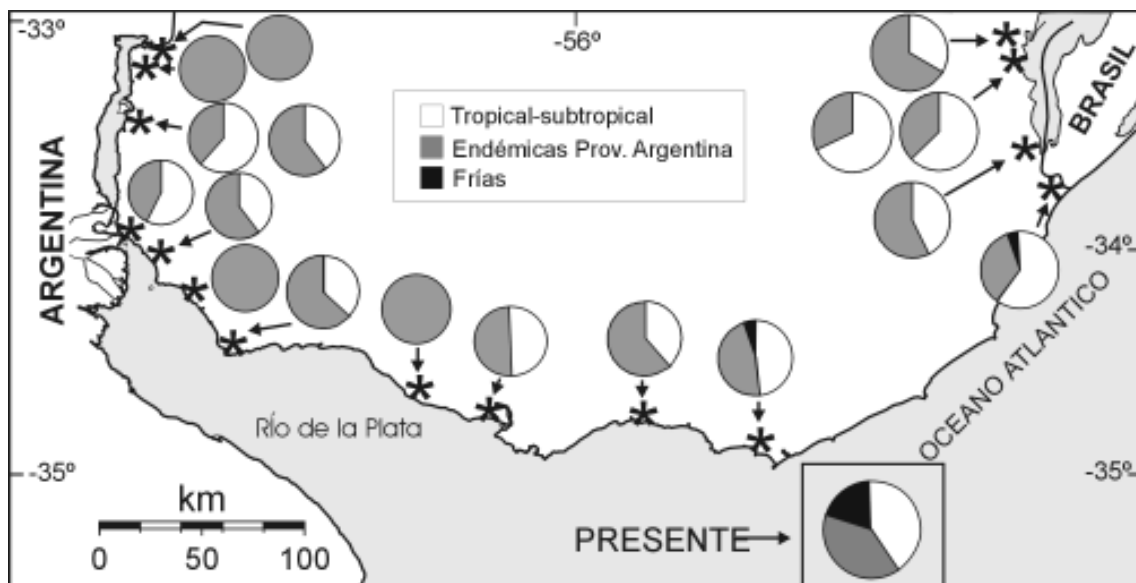 -33º
-56º
BRASIL
Tropical-subtropical
Endémicas Prov. Argentina
Frías
ARGENTINA
-34º
OCEANO ATLANTICO
Río de la Plata
-35º
-35º
km
0 50 100
PRESENTE